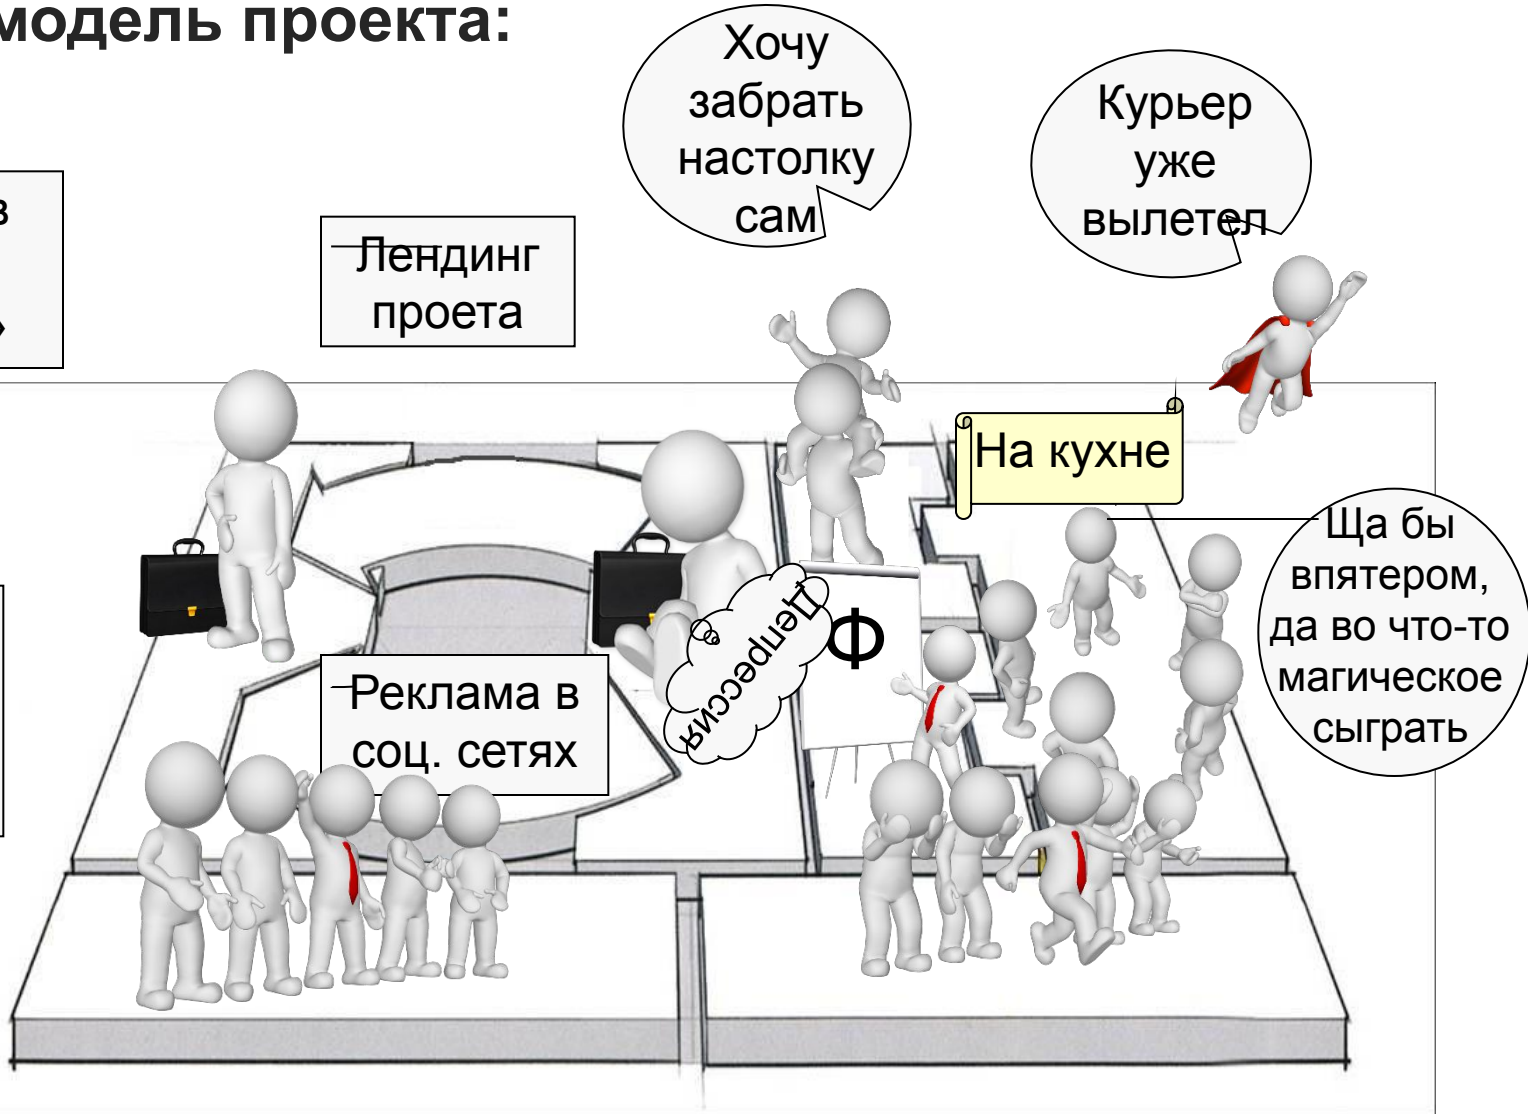 модель проекта:
Хочу
забрать
настолку
сам
Курьер
уже
вылетел
в
»
Лендинг
проета
На кухне
Ща бы
впятером,
да во что-то
магическое
сыграть
Депрессия
Ф
Реклама в
соц. сетях